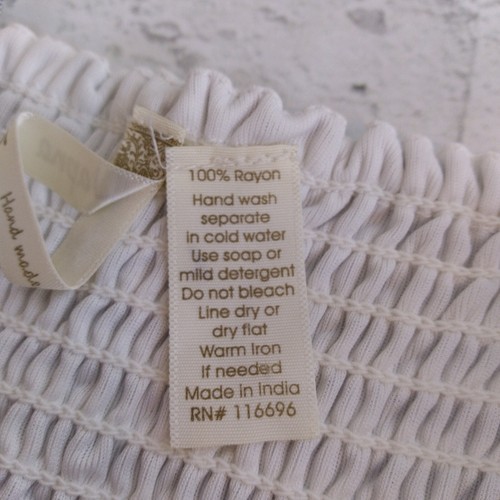 100% Rayon
Hand wash
separate
in cold water
Use soap or
mild detergent
Do not bleach
Line dry or
dry flat
Warm Iron
If needed
Made in India
RN# 116696
Hand made